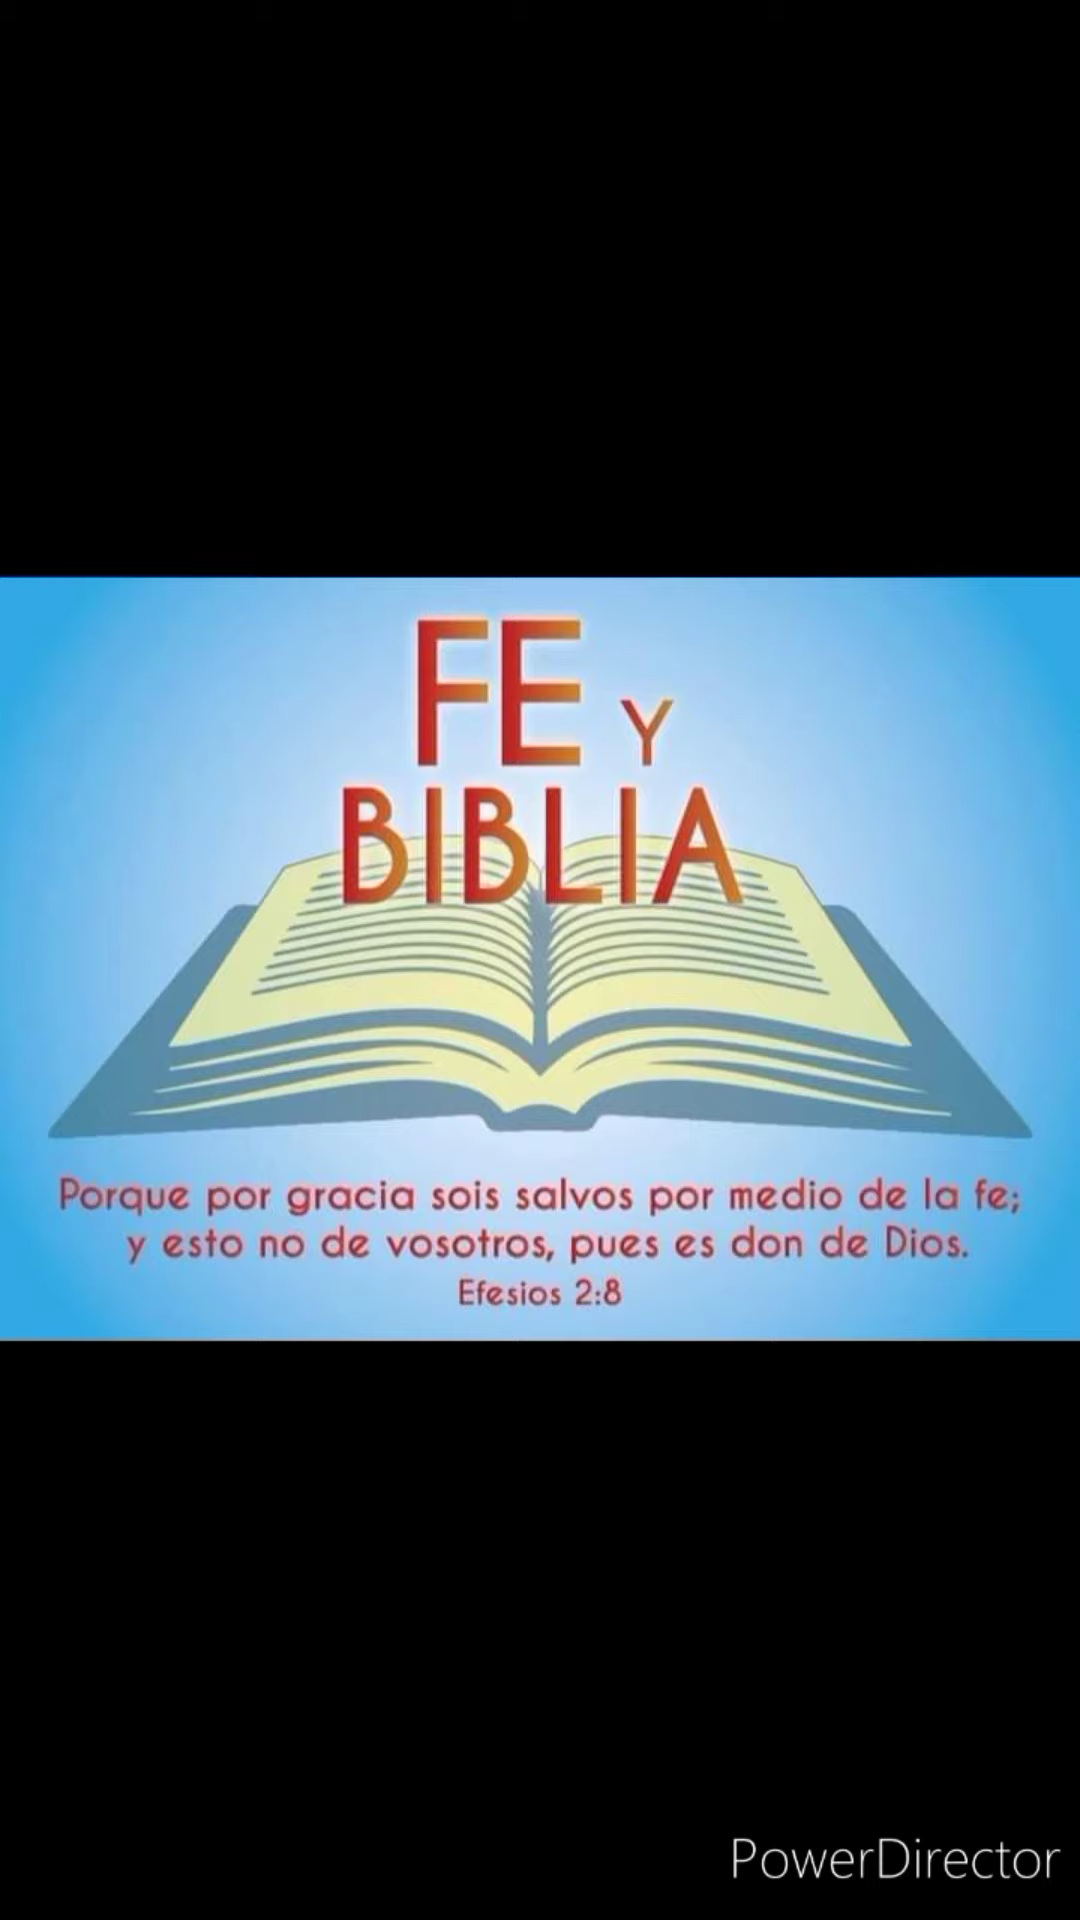 FE Y
BIBLIA
Porque por gracia sois salvos por medio de la fe;
y esto no de vosotros, pues es don de Dios.
Efesios 2:8
PowerDirector